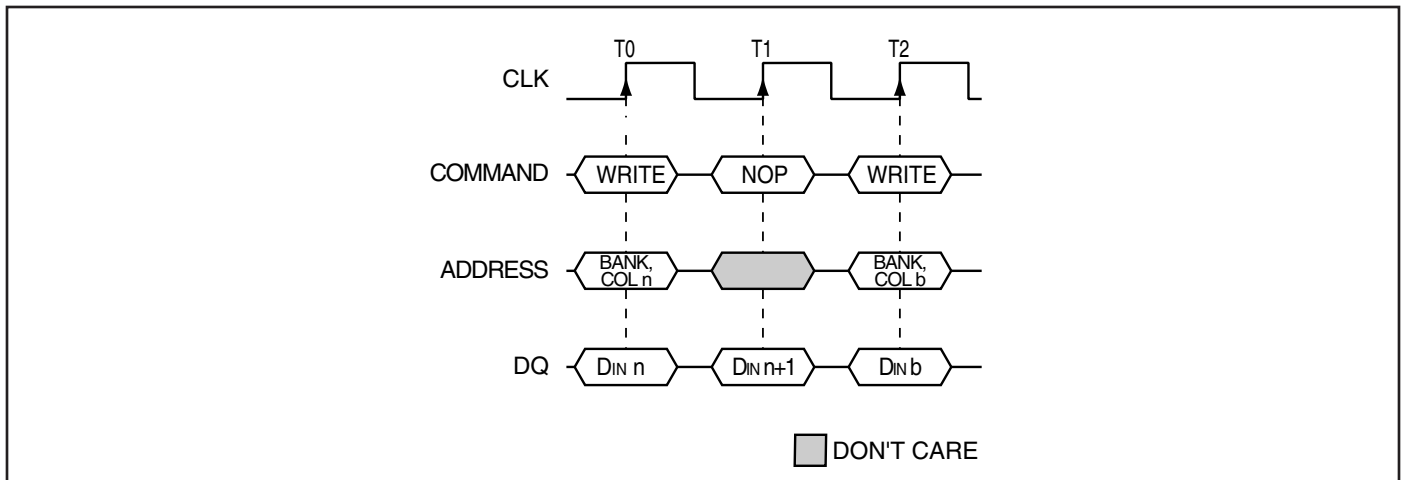 T0 T1 T2
CLK
COMMAND WRITE NOP WRITE
ADDRESS BANK, COL n BANK, COL b
DQ DIN n DIN n+1 DIN b
DON'T CARE